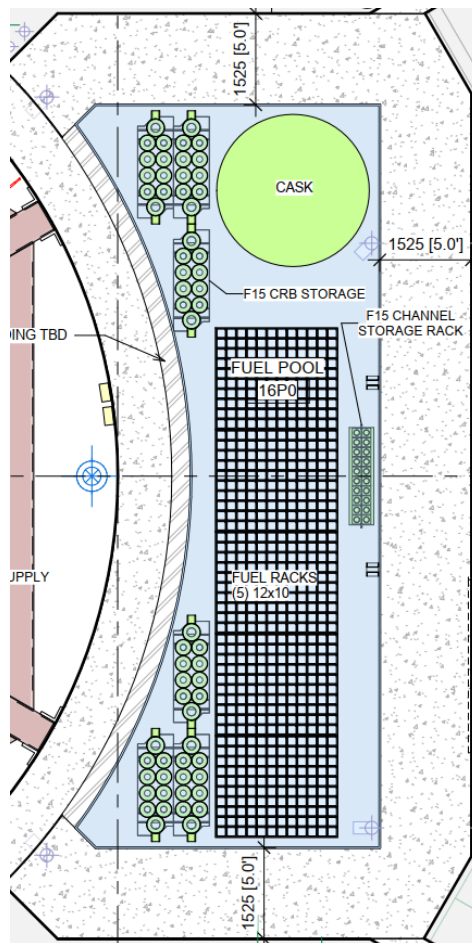 1525 [5.0']
CASK
1525 [5.0']
F15 CRB STORAGE
F15 CHANNEL
STORAGE RACK
DING TBD
FUEL POOL
16P0
UPPLY
FUEL RACKS
(5) 12x10
1525 [5.0']